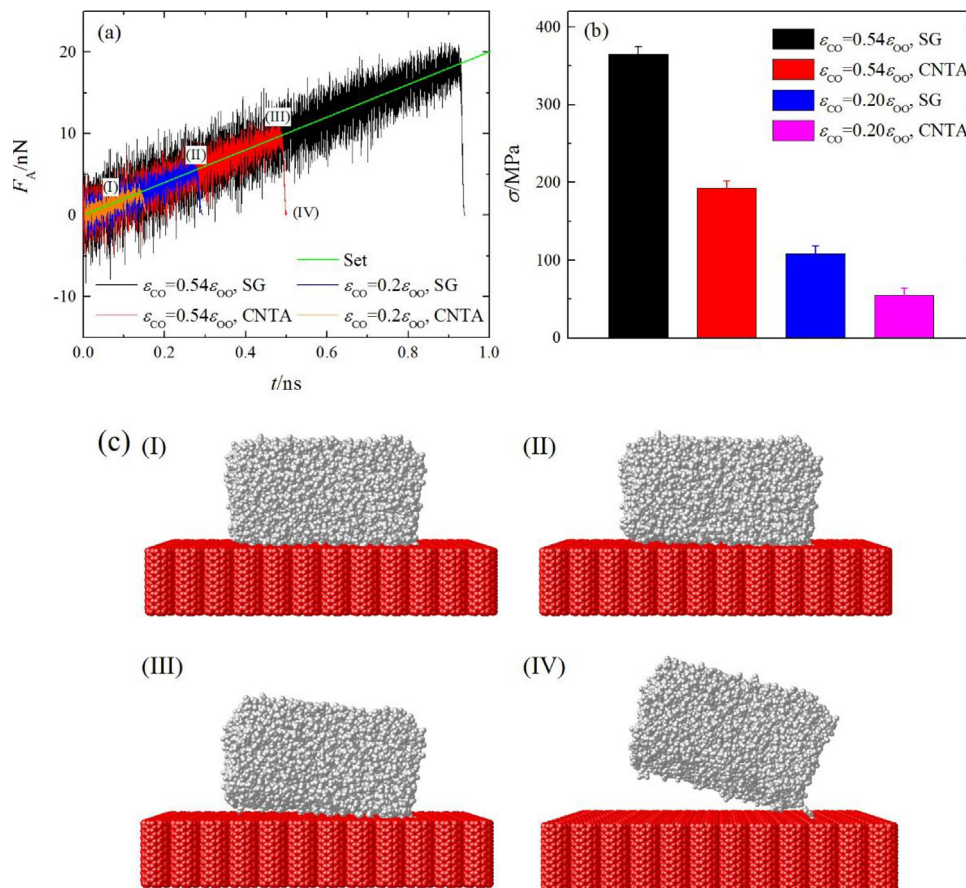 (a)
20
10
0
-10
F_A/nN
(I)
(II)
(III)
(IV)
Set
ε_CO=0.54ε_OO, SG
ε_CO=0.2ε_OO, SG
ε_CO=0.54ε_OO, CNTA
ε_CO=0.2ε_OO, CNTA
0.0 0.2 0.4 0.6 0.8 1.0
t/ns
(b)
400
300
200
100
0
σ/MPa
ε_CO=0.54ε_OO, SG
ε_CO=0.54ε_OO, CNTA
ε_CO=0.20ε_OO, SG
ε_CO=0.20ε_OO, CNTA
(c)
(I)
(II)
(III)
(IV)